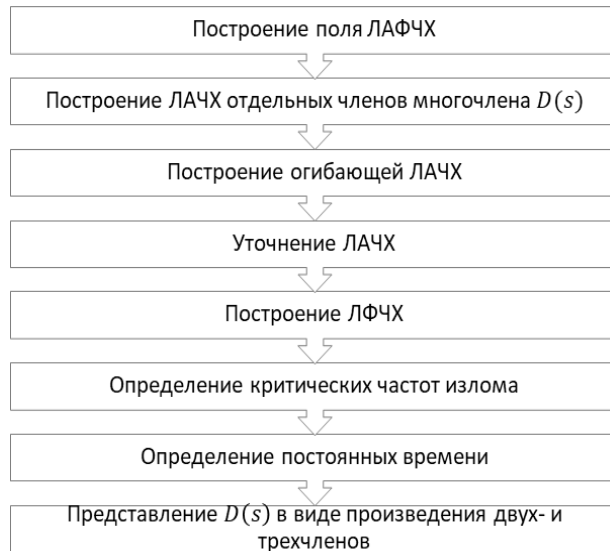 Построение поля ЛАФЧХ
Построение ЛАЧХ отдельных членов многочлена D(s)
Построение огибающей ЛАЧХ
Уточнение ЛАЧХ
Построение ЛФЧХ
Определение критических частот излома
Определение постоянных времени
Представление D(s) в виде произведения двух- и
трехчленов